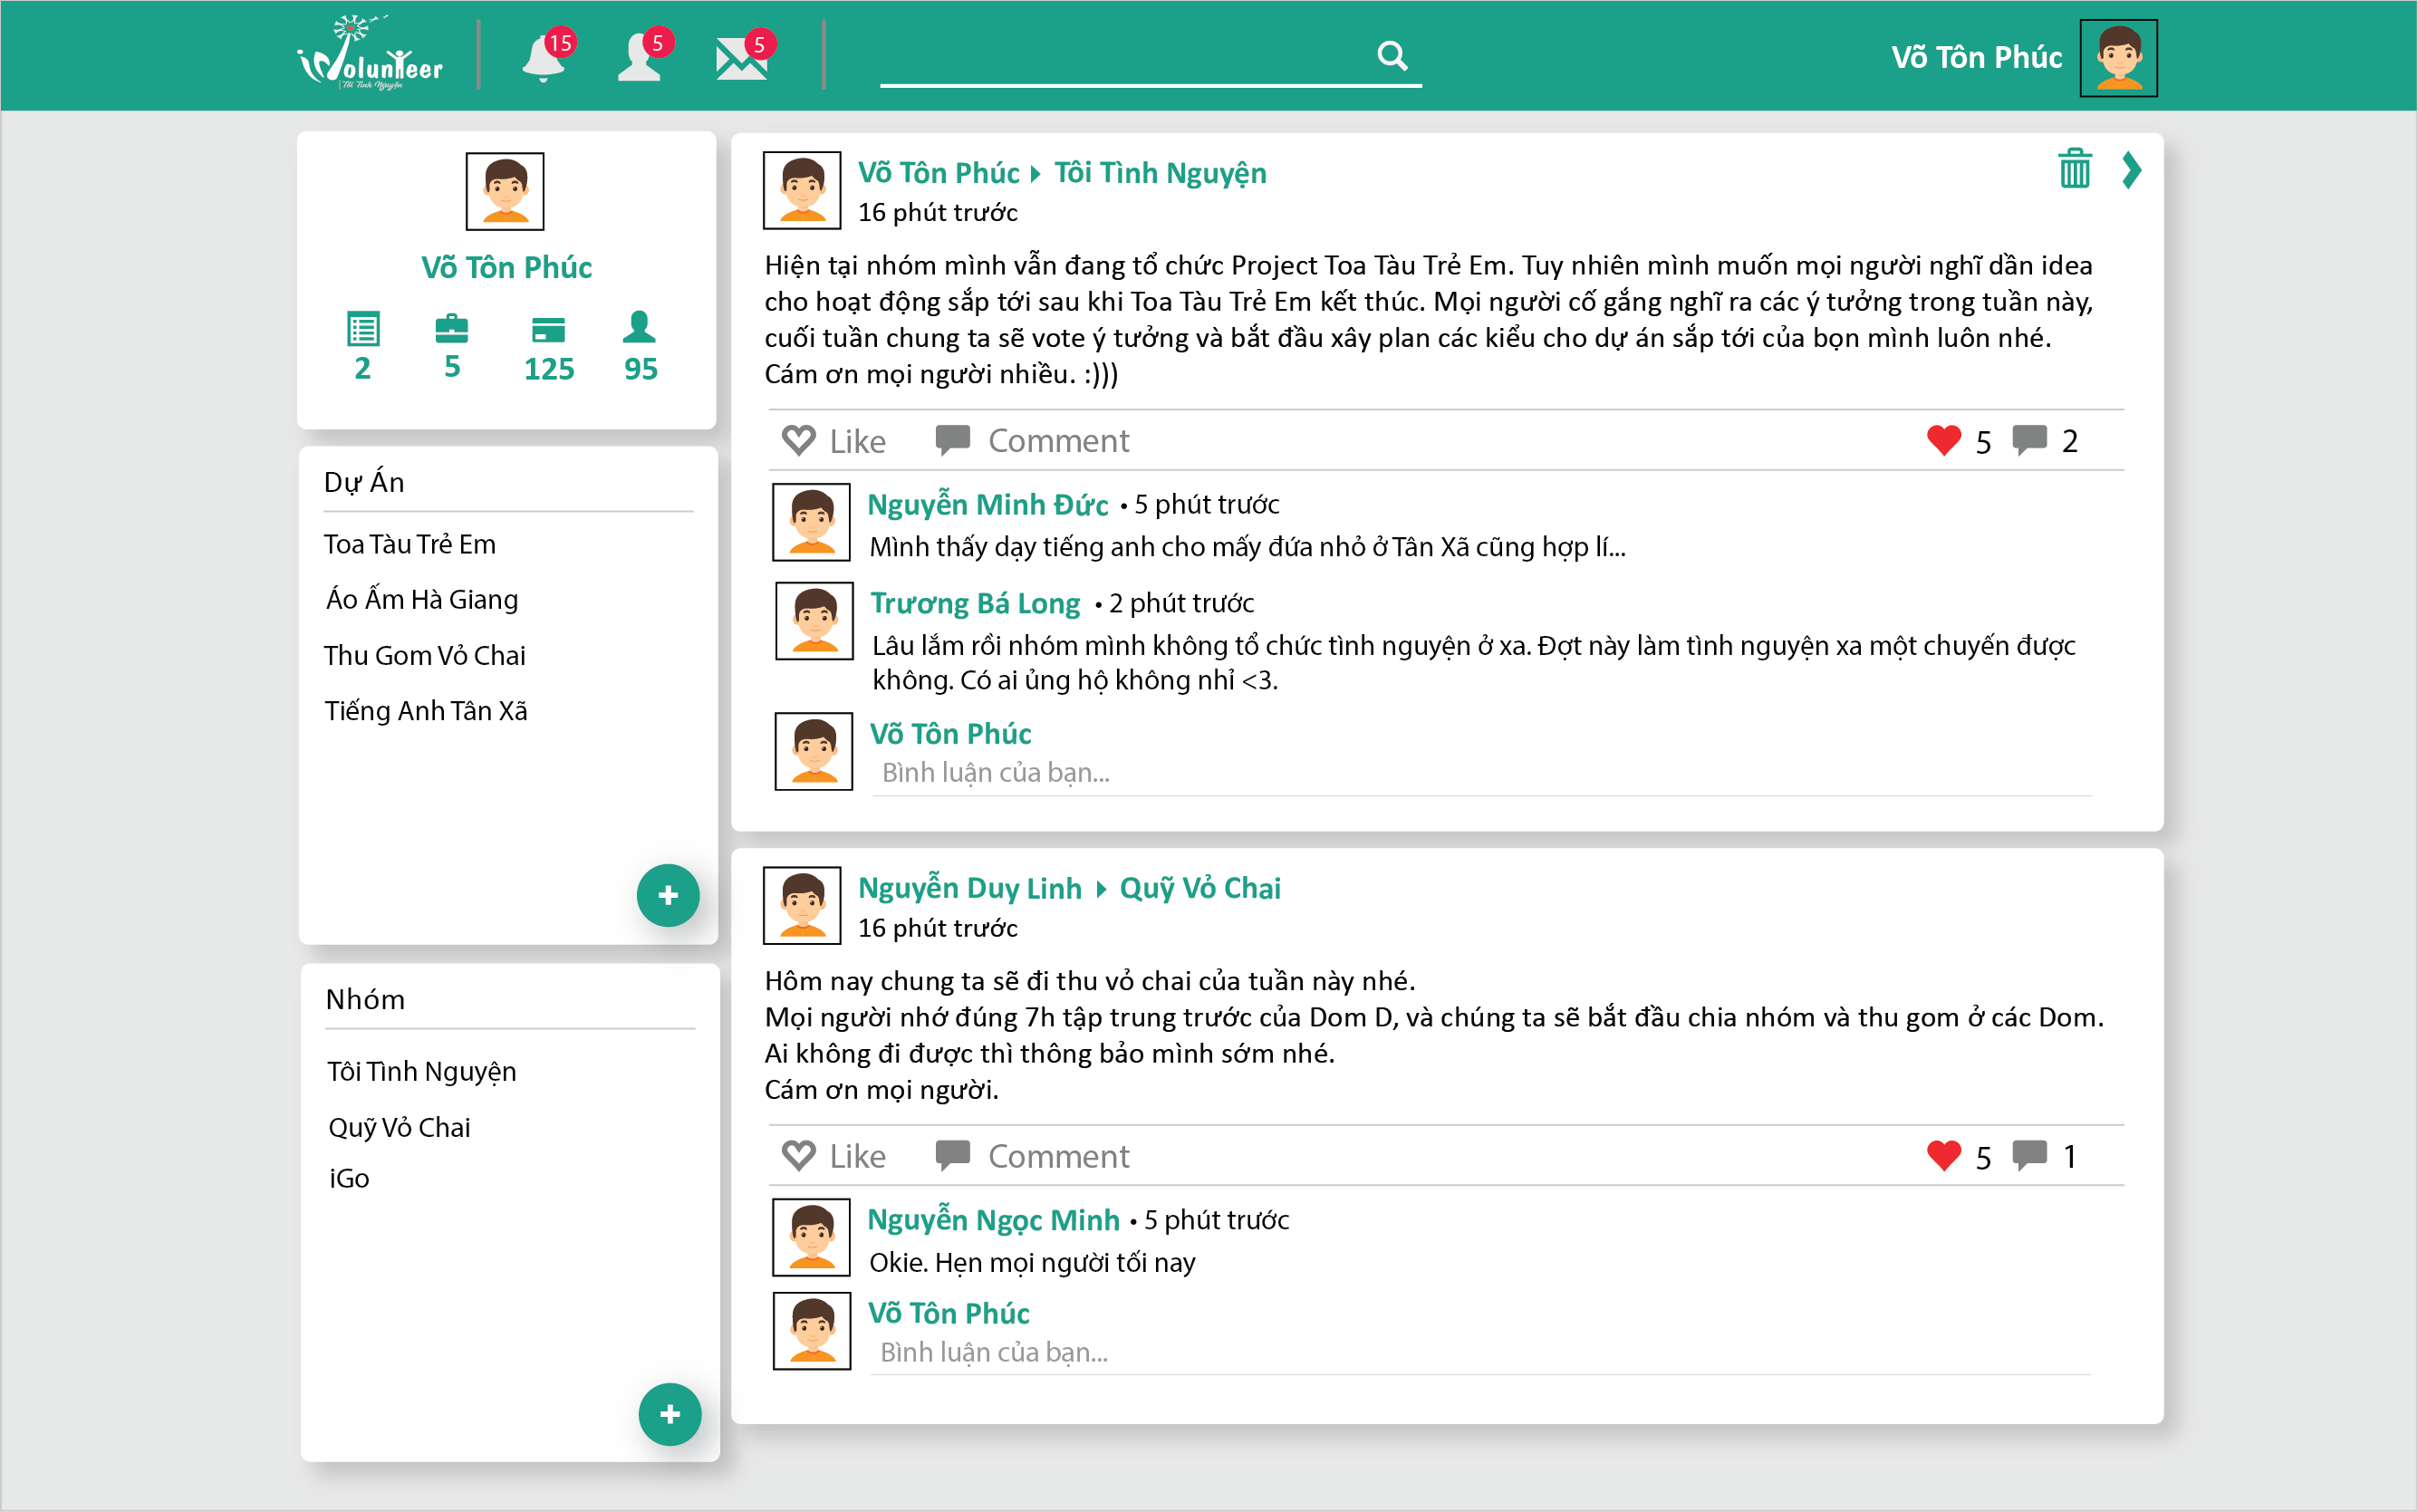 Volunteer
Tôi Tình Nguyện
15
5
5
Võ Tôn Phúc
Võ Tôn Phúc
2
5
125
95
Dự Án
Toa Tàu Trẻ Em
Áo Ấm Hà Giang
Thu Gom Vỏ Chai
Tiếng Anh Tân Xã
Nhóm
Tôi Tình Nguyện
Quỹ Vỏ Chai
iGo
Võ Tôn Phúc Tôi Tình Nguyện
16 phút trước
Hiện tại nhóm mình vẫn đang tổ chức Project Toa Tàu Trẻ Em. Tuy nhiên mình muốn mọi người nghĩ dần idea
cho hoạt động sắp tới sau khi Toa Tàu Trẻ Em kết thúc. Mọi người cố gắng nghĩ ra các ý tưởng trong tuần này,
cuối tuần chung ta sẽ vote ý tưởng và bắt đầu xây plan các kiểu cho dự án sắp tới của bọn mình luôn nhé.
Cám ơn mọi người nhiều. :)))
Like Comment 5 2
Nguyễn Minh Đức • 5 phút trước
Mình thấy dạy tiếng anh cho mấy đứa nhỏ ở Tân Xã cũng hợp lí...
Trương Bá Long • 2 phút trước
Lâu lắm rồi nhóm mình không tổ chức tình nguyện ở xa. Đợt này làm tình nguyện xa một chuyến được
không. Có ai ủng hộ không nhỉ <3.
Võ Tôn Phúc
Bình luận của bạn...
Nguyễn Duy Linh Quỹ Vỏ Chai
16 phút trước
Hôm nay chung ta sẽ đi thu vỏ chai của tuần này nhé.
Mọi người nhớ đúng 7h tập trung trước của Dom D, và chúng ta sẽ bắt đầu chia nhóm và thu gom ở các Dom.
Ai không đi được thì thông bảo mình sớm nhé.
Cám ơn mọi người.
Like Comment 5 1
Nguyễn Ngọc Minh • 5 phút trước
Okie. Hẹn mọi người tối nay
Võ Tôn Phúc
Bình luận của bạn...